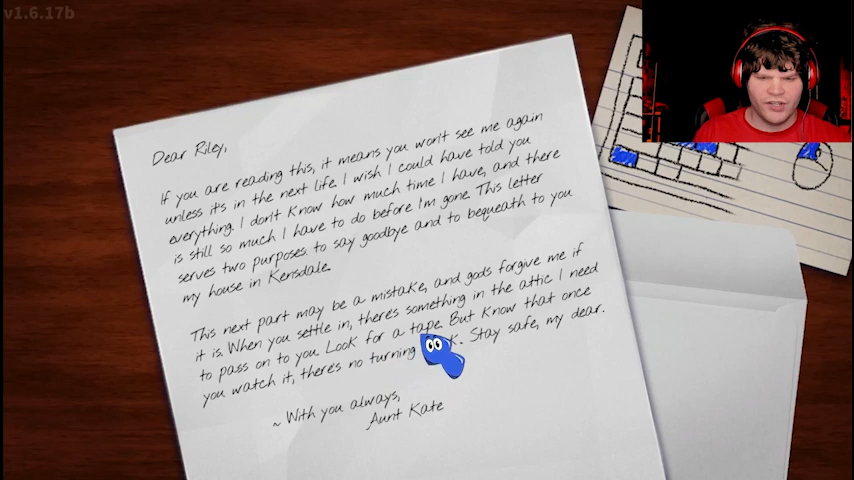 v1.6.17b
Dear Riley,
If you are reading this, it means you won't see me again
unless it's in the next life. I wish I could have told you
everything. I don't know how much time I have, and there
is still so much I have to do before I'm gone. This letter
serves two purposes: to say goodbye and to bequeath to you
my house in Kensdale.
This next part may be a mistake, and gods forgive me if
it is. When you settle in, there's something in the attic I need
to pass on to you. Look for a tape. But know that once
you watch it, there's no turning k. Stay safe, my dear.
~ With you always,
Aunt Kate